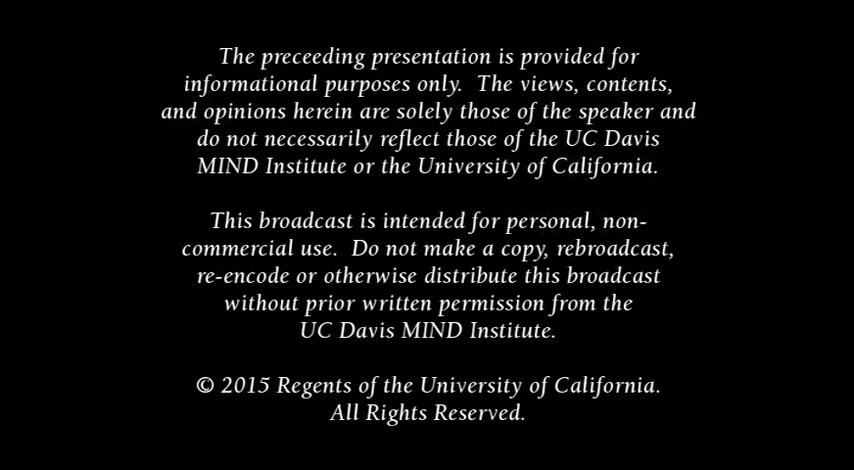 The preceeding presentation is provided for
informational purposes only.  The views, contents,
and opinions herein are solely those of the speaker and
do not necessarily reflect those of the UC Davis
MIND Institute or the University of California.
This broadcast is intended for personal, non-
commercial use.  Do not make a copy, rebroadcast,
re-encode or otherwise distribute this broadcast
without prior written permission from the
UC Davis MIND Institute.
© 2015 Regents of the University of California.
All Rights Reserved.